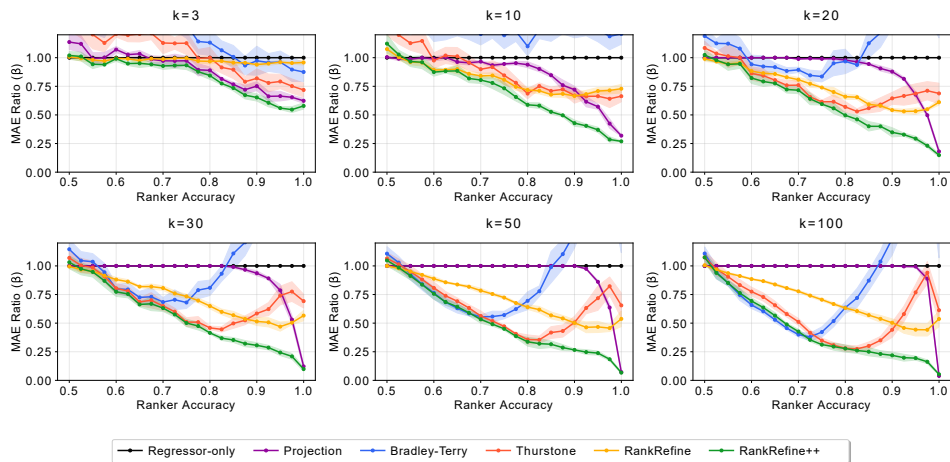 k=3
k=10
k=20
MAE Ratio (β)
1.00
0.75
0.50
0.25
0.00
0.5 0.6 0.7 0.8 0.9 1.0
Ranker Accuracy
MAE Ratio (β)
1.00
0.75
0.50
0.25
0.00
0.5 0.6 0.7 0.8 0.9 1.0
Ranker Accuracy
MAE Ratio (β)
1.00
0.75
0.50
0.25
0.00
0.5 0.6 0.7 0.8 0.9 1.0
Ranker Accuracy
k=30
k=50
k=100
MAE Ratio (β)
1.00
0.75
0.50
0.25
0.00
0.5 0.6 0.7 0.8 0.9 1.0
Ranker Accuracy
MAE Ratio (β)
1.00
0.75
0.50
0.25
0.00
0.5 0.6 0.7 0.8 0.9 1.0
Ranker Accuracy
MAE Ratio (β)
1.00
0.75
0.50
0.25
0.00
0.5 0.6 0.7 0.8 0.9 1.0
Ranker Accuracy
Regressor-only Projection Bradley-Terry Thurstone RankRefine RankRefine++